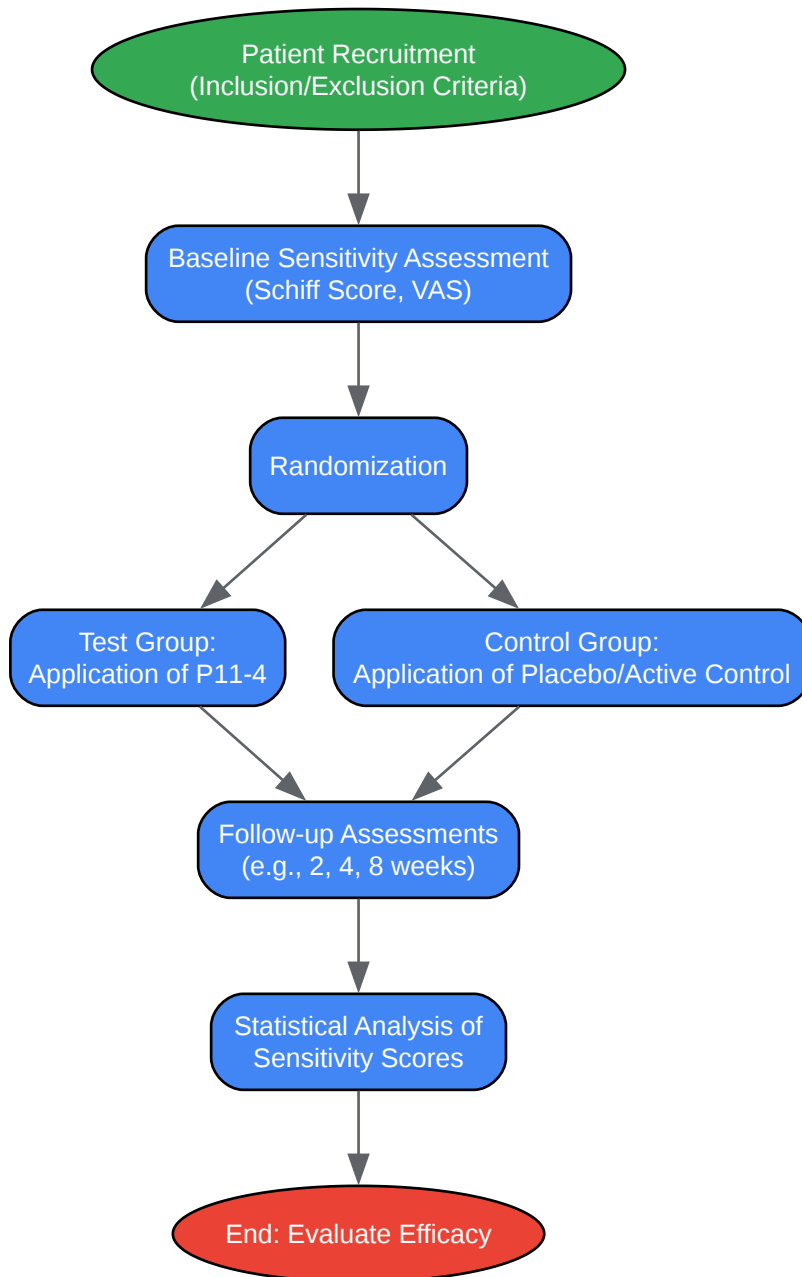 Patient Recruitment
(Inclusion/Exclusion Criteria)
Baseline Sensitivity Assessment
(Schiff Score, VAS)
Randomization
Test Group:
Application of P11-4
Control Group:
Application of Placebo/Active Control
Follow-up Assessments
(e.g., 2, 4, 8 weeks)
Statistical Analysis of
Sensitivity Scores
End: Evaluate Efficacy